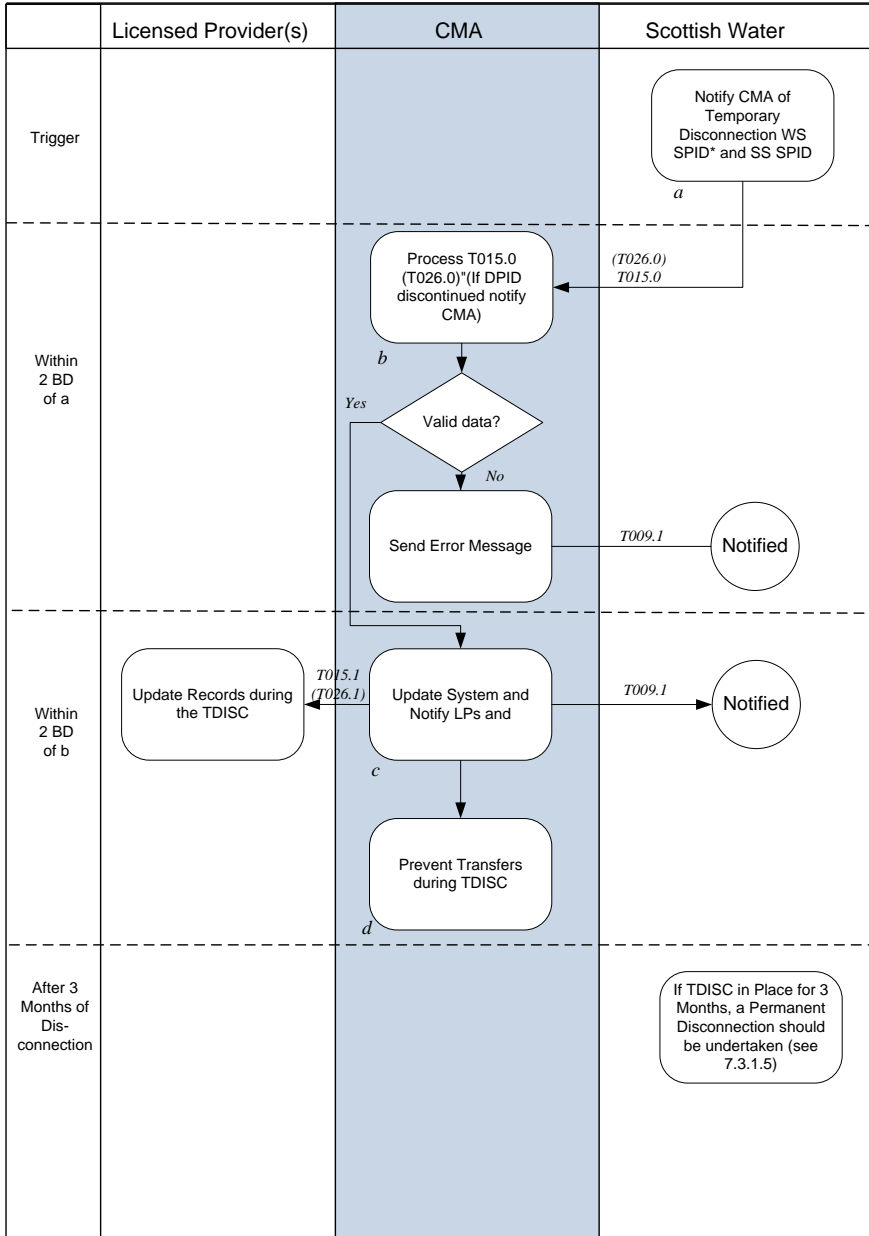 Licensed Provider(s)
CMA
Scottish Water
Trigger
Notify CMA of
Temporary
Disconnection WS
SPID* and SS SPID
a
Within
2 BD
of a
Process T015.0
(T026.0)"(If DPID
discontinued notify
CMA)
b
(T026.0)
T015.0
Yes
Valid data?
No
Send Error Message
T009.1
Notified
Within
2 BD
of b
Update Records during
the TDISC
T015.1
(T026.1)
Update System and
Notify LPs and
c
T009.1
Notified
Prevent Transfers
during TDISC
d
After 3
Months of
Dis-
connection
If TDISC in Place for 3
Months, a Permanent
Disconnection should
be undertaken (see
7.3.1.5)